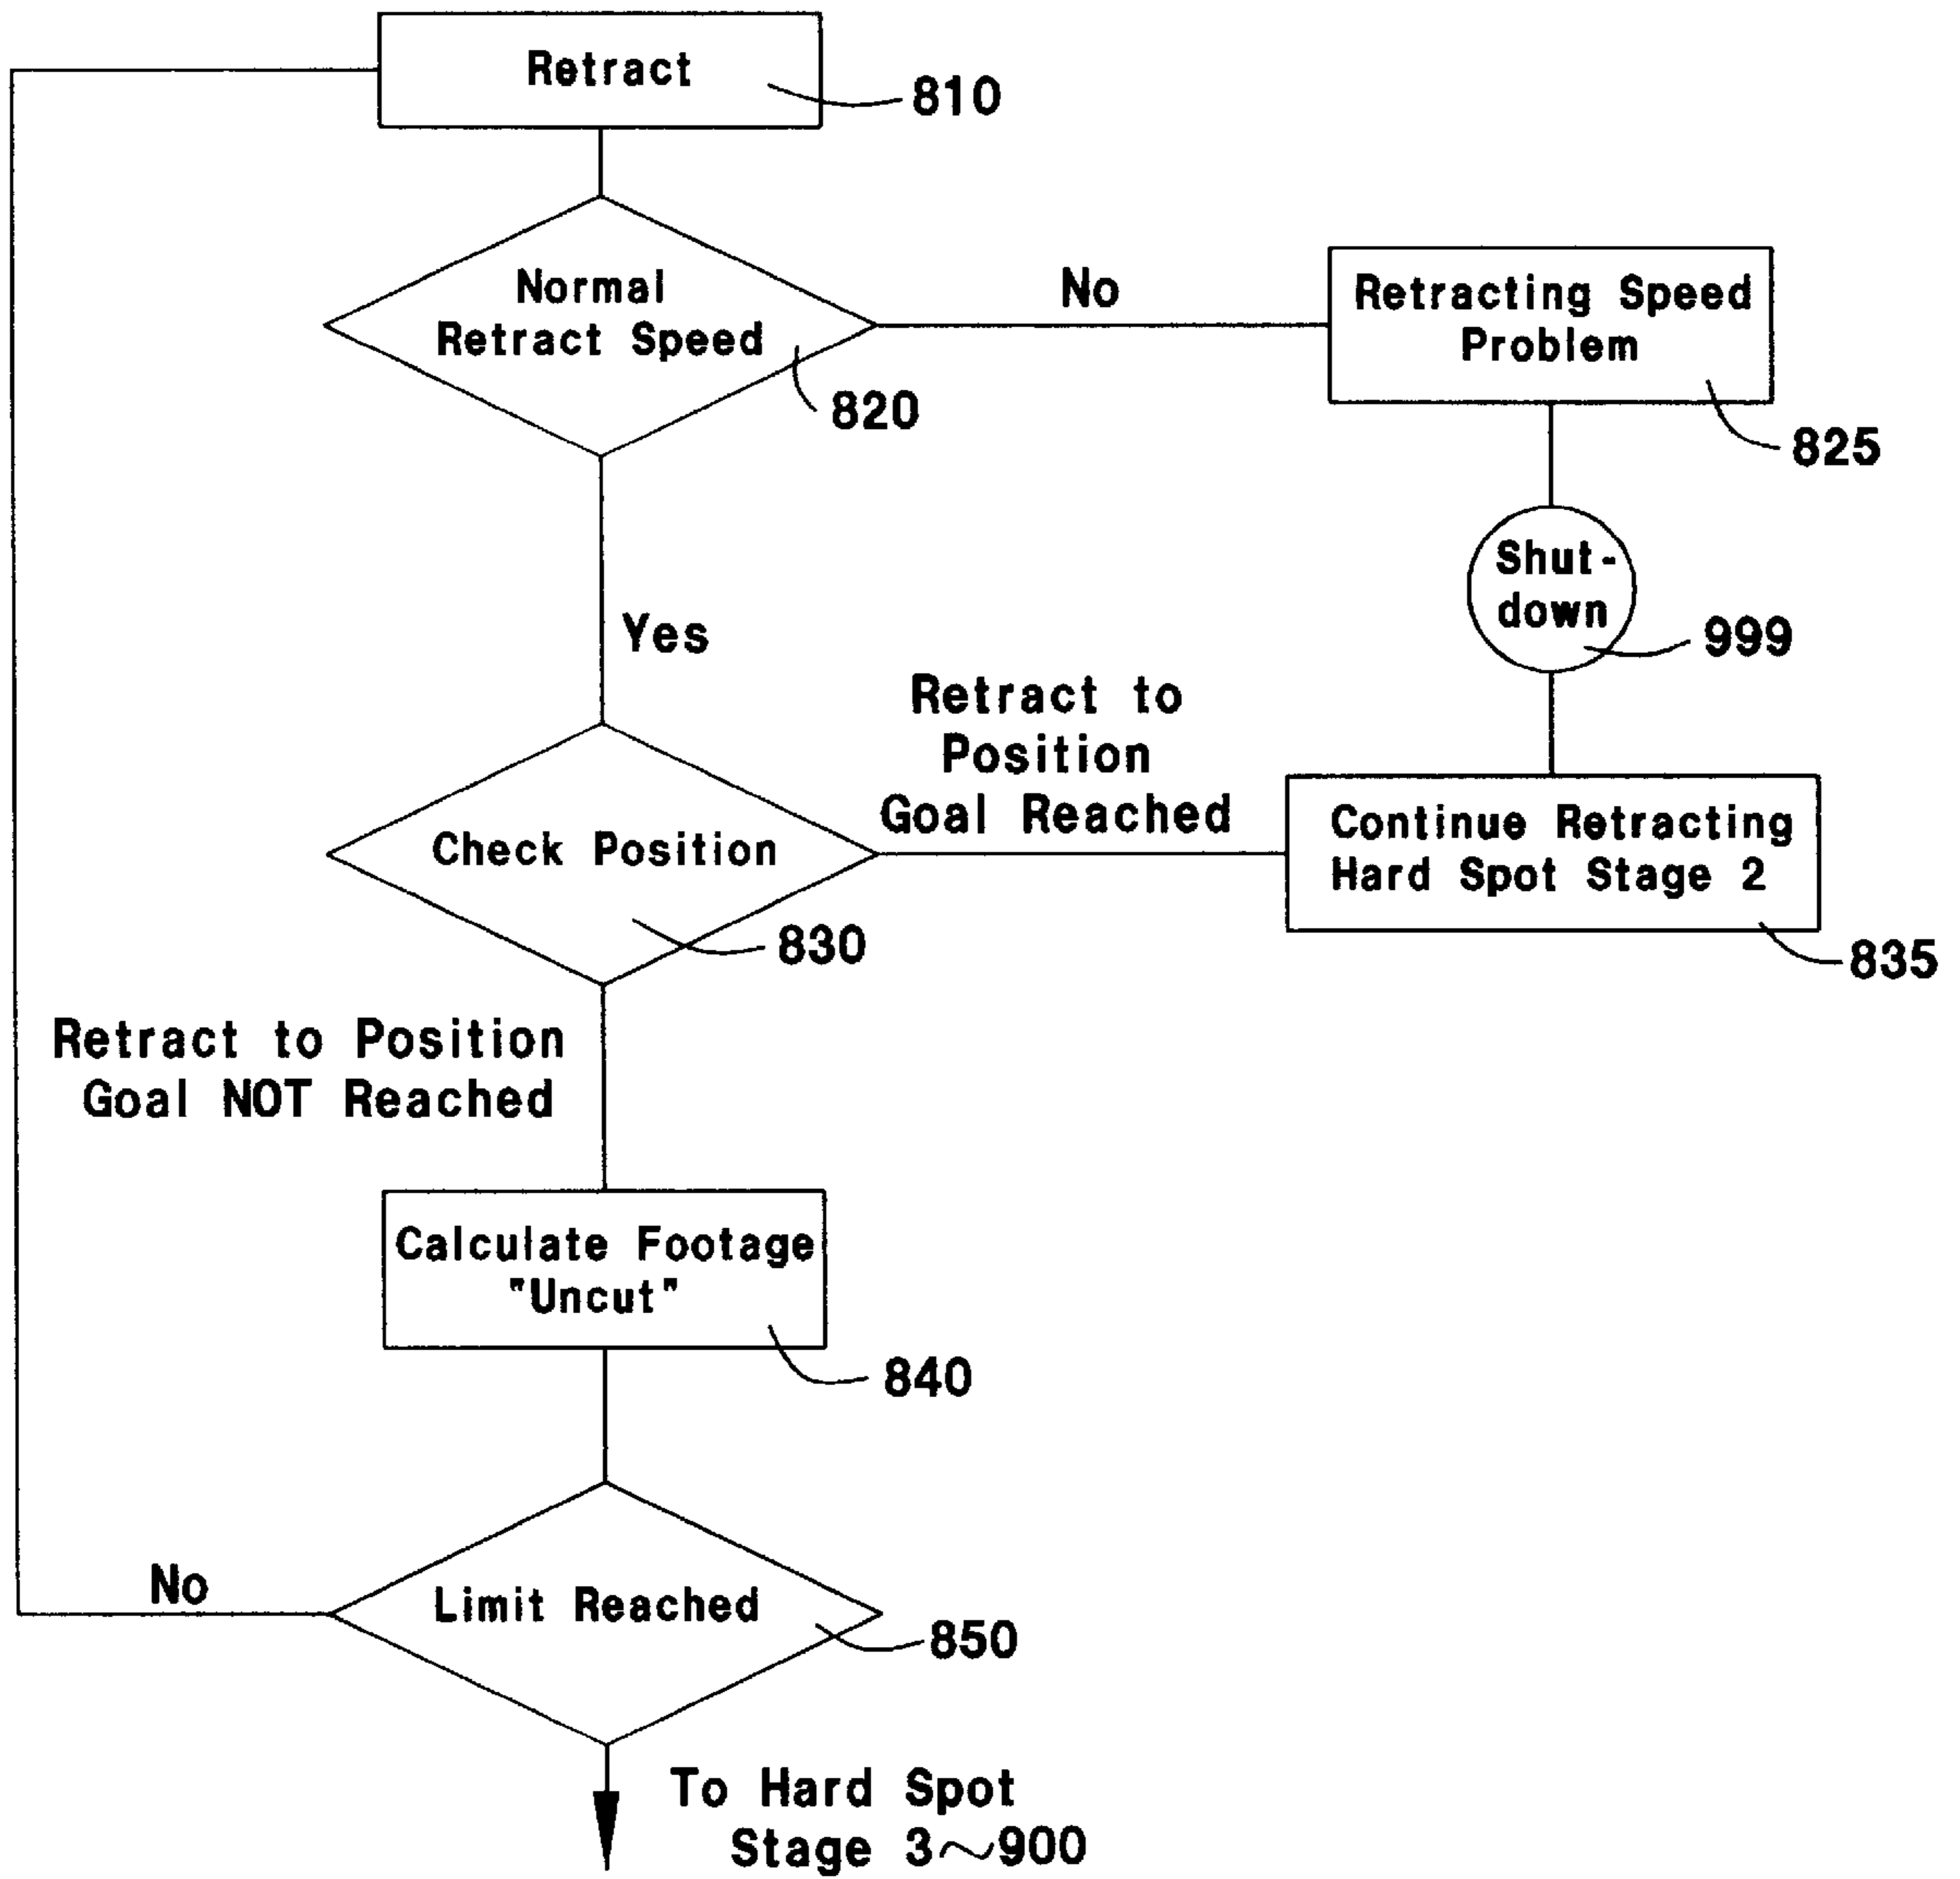 Retract
810
Normal
Retract Speed
820
No
Retracting Speed
Problem
825
Shut-
down
999
Yes
Retract to
Position
Goal Reached
Check Position
830
Continue Retracting
Hard Spot Stage 2
835
Retract to Position
Goal NOT Reached
Calculate Footage
"Uncut"
840
No
Limit Reached
850
To Hard Spot
Stage 3~900